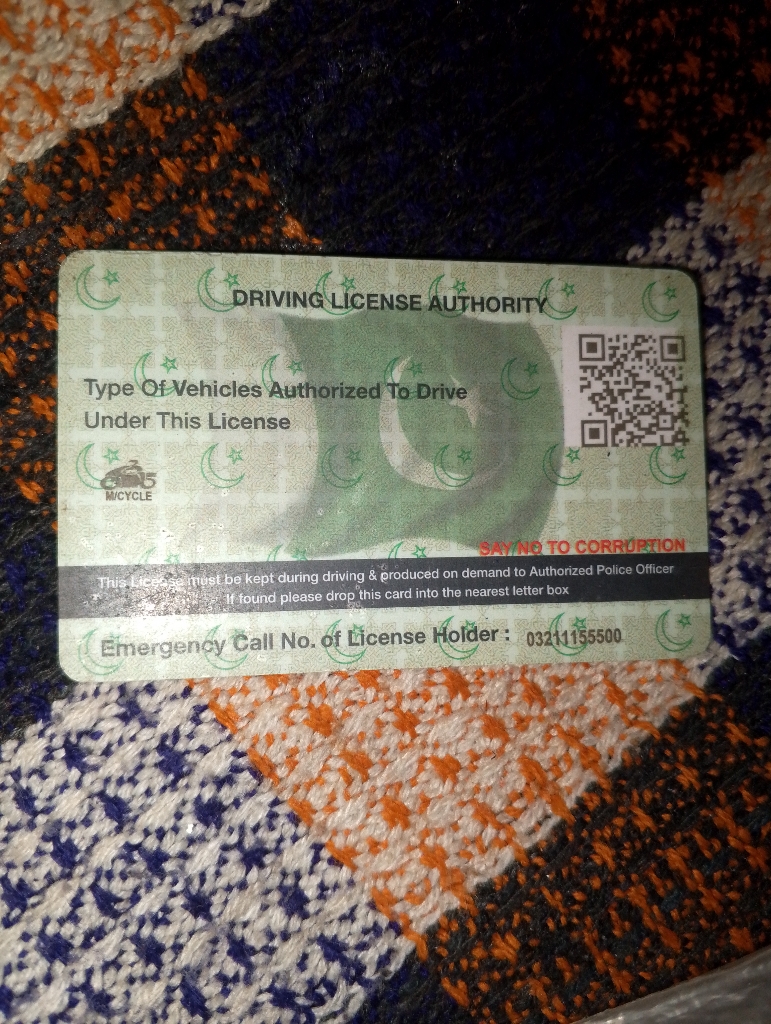 DRIVING LICENSE AUTHORITY
Type Of Vehicles Authorized To Drive
Under This License
M/CYCLE
SAY NO TO CORRUPTION
This License must be kept during driving & produced on demand to Authorized Police Officer
If found please drop this card into the nearest letter box
Emergency Call No. of License Holder : 03211155500